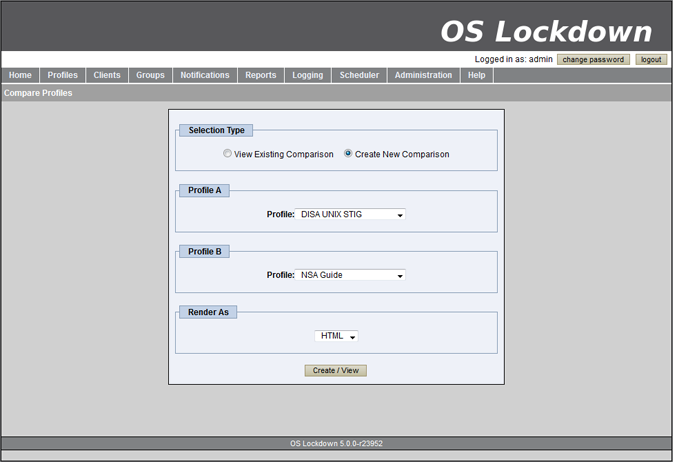 OS Lockdown
Logged in as: admin change password logout
Home Profiles Clients Groups Notifications Reports Logging Scheduler Administration Help
Compare Profiles
Selection Type
View Existing Comparison Create New Comparison
Profile A
Profile: DISA UNIX STIG
Profile B
Profile: NSA Guide
Render As
HTML
Create / View
OS Lockdown 5.0.0-r23952